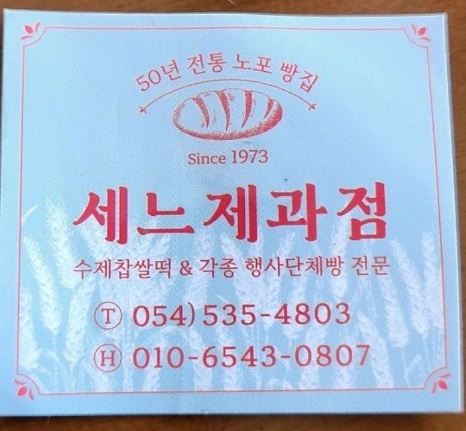 50년 전통 노포 빵집
Since 1973
세느제과점
수제찹쌀떡 & 각종 행사단체빵 전문
Ⓣ 054) 535-4803
Ⓗ 010-6543-0807